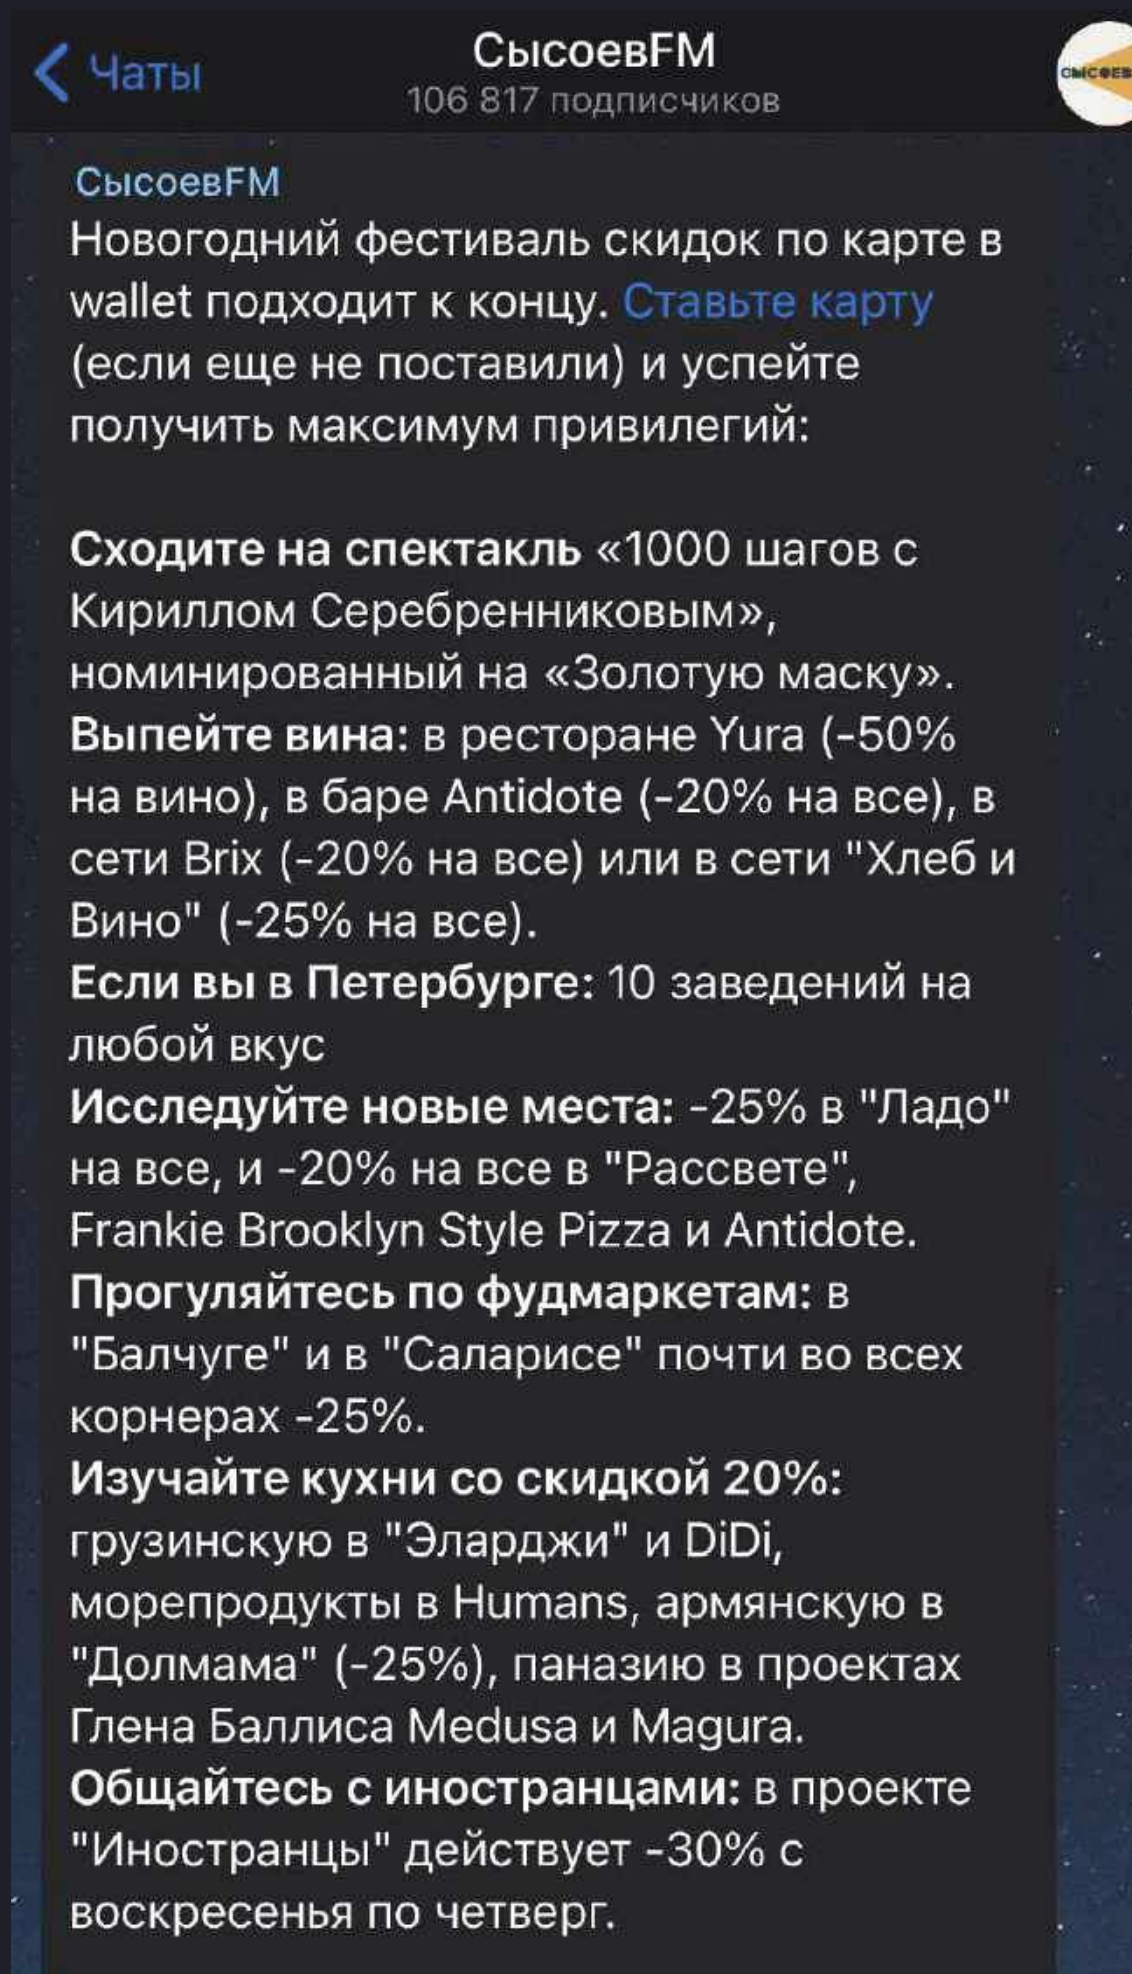 Чаты
СысоевFM
106 817 подписчиков
СЫСОЕВ
СысоевFM
Новогодний фестиваль скидок по карте в
wallet подходит к концу. Ставьте карту
(если еще не поставили) и успейте
получить максимум привилегий:
Сходите на спектакль «1000 шагов с
Кириллом Серебренниковым»,
номинированный на «Золотую маску».
Выпейте вина: в ресторане Yura (-50%
на вино), в баре Antidote (-20% на все), в
сети Brix (-20% на все) или в сети "Хлеб и
Вино" (-25% на все).
Если вы в Петербурге: 10 заведений на
любой вкус
Исследуйте новые места: -25% в "Ладо"
на все, и -20% на все в "Рассвете",
Frankie Brooklyn Style Pizza и Antidote.
Прогуляйтесь по фудмаркетам: в
"Балчуге" и в "Саларисе" почти во всех
корнерах -25%.
Изучайте кухни со скидкой 20%:
грузинскую в "Эларджи" и DiDi,
морепродукты в Humans, армянскую в
"Долмама" (-25%), паназию в проектах
Глена Баллиса Medusa и Magura.
Общайтесь с иностранцами: в проекте
"Иностранцы" действует -30% с
воскресенья по четверг.